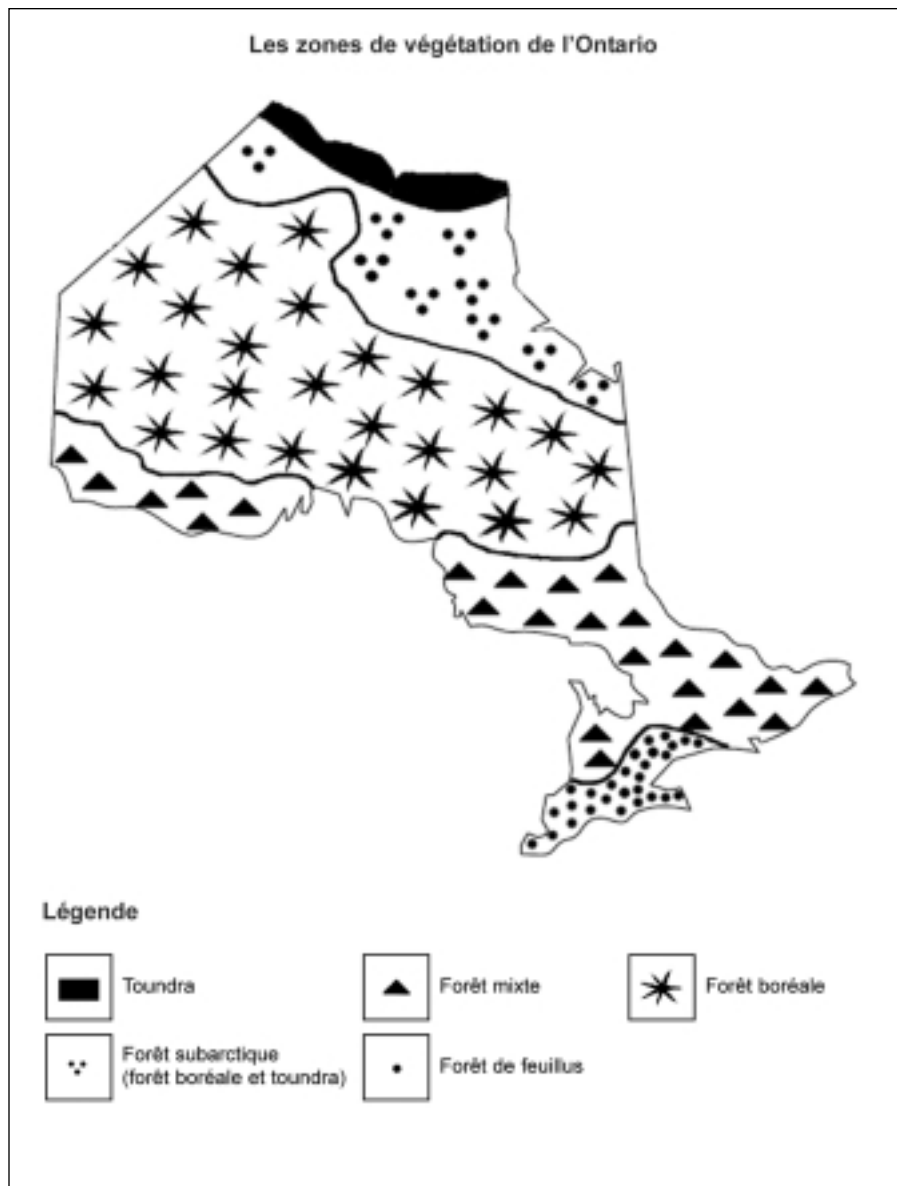 Les zones de végétation de l'Ontario
Légende
Toundra
Forêt mixte
Forêt boréale
Forêt subarctique
(forêt boréale et toundra)
Forêt de feuillus